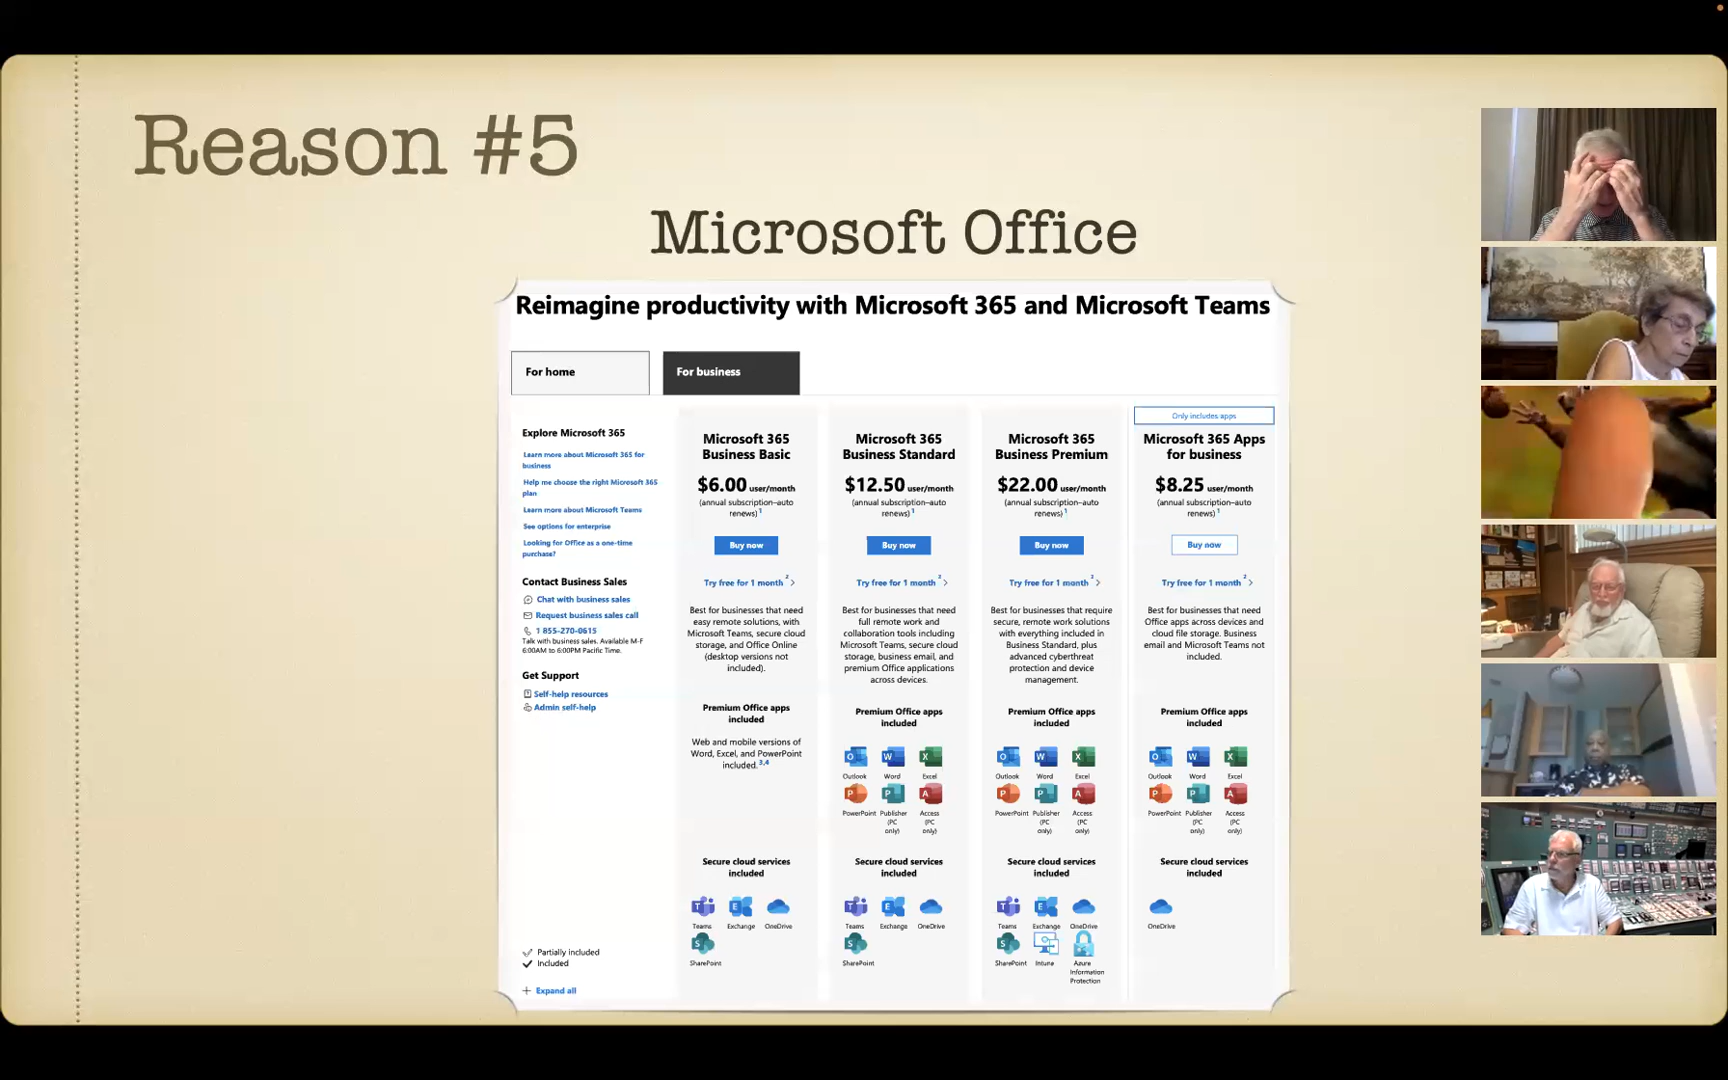 Reason #5
Microsoft Office
Reimagine productivity with Microsoft 365 and Microsoft Teams
For home
For business
Explore Microsoft 365
Learn more about Microsoft 365 for
business
Help me choose the right Microsoft 365
plan
Learn more about Microsoft Teams
See options for enterprise
Looking for Office as a one-time
purchase?
Contact Business Sales
Chat with business sales
Request business sales call
1 855-270-0615
Talk with business sales. Available M-F
6:00AM to 6:00PM Pacific Time.
Get Support
Self-help resources
Admin self-help
Partially included
Included
+ Expand all
Microsoft 365
Business Basic
$6.00 user/month
(annual subscription–auto
renews) 1
Buy now
Try free for 1 month 2 >
Best for businesses that need
easy remote solutions, with
Microsoft Teams, secure cloud
storage, and Office Online
(desktop versions not
included).
Premium Office apps
included
Web and mobile versions of
Word, Excel, and PowerPoint
included. 3,4
Secure cloud services
included
Teams Exchange OneDrive
SharePoint
Microsoft 365
Business Standard
$12.50 user/month
(annual subscription–auto
renews) 1
Buy now
Try free for 1 month 2 >
Best for businesses that need
full remote work and
collaboration tools including
Microsoft Teams, secure cloud
storage, business email, and
premium Office applications
across devices.
Premium Office apps
included
Outlook Word Excel
PowerPoint Publisher Access
(PC (PC
only) only)
Secure cloud services
included
Teams Exchange OneDrive
SharePoint
Microsoft 365
Business Premium
$22.00 user/month
(annual subscription–auto
renews) 1
Buy now
Try free for 1 month 2 >
Best for businesses that require
secure, remote work solutions
with everything included in
Business Standard, plus
advanced cyberthreat
protection and device
management.
Premium Office apps
included
Outlook Word Excel
PowerPoint Publisher Access
(PC (PC
only) only)
Secure cloud services
included
Teams Exchange OneDrive
SharePoint Intune Azure
Information
Protection
Only includes apps
Microsoft 365 Apps
for business
$8.25 user/month
(annual subscription–auto
renews) 1
Buy now
Try free for 1 month 2 >
Best for businesses that need
Office apps across devices and
cloud file storage. Business
email and Microsoft Teams not
included.
Premium Office apps
included
Outlook Word Excel
PowerPoint Publisher Access
(PC (PC
only) only)
Secure cloud services
included
OneDrive